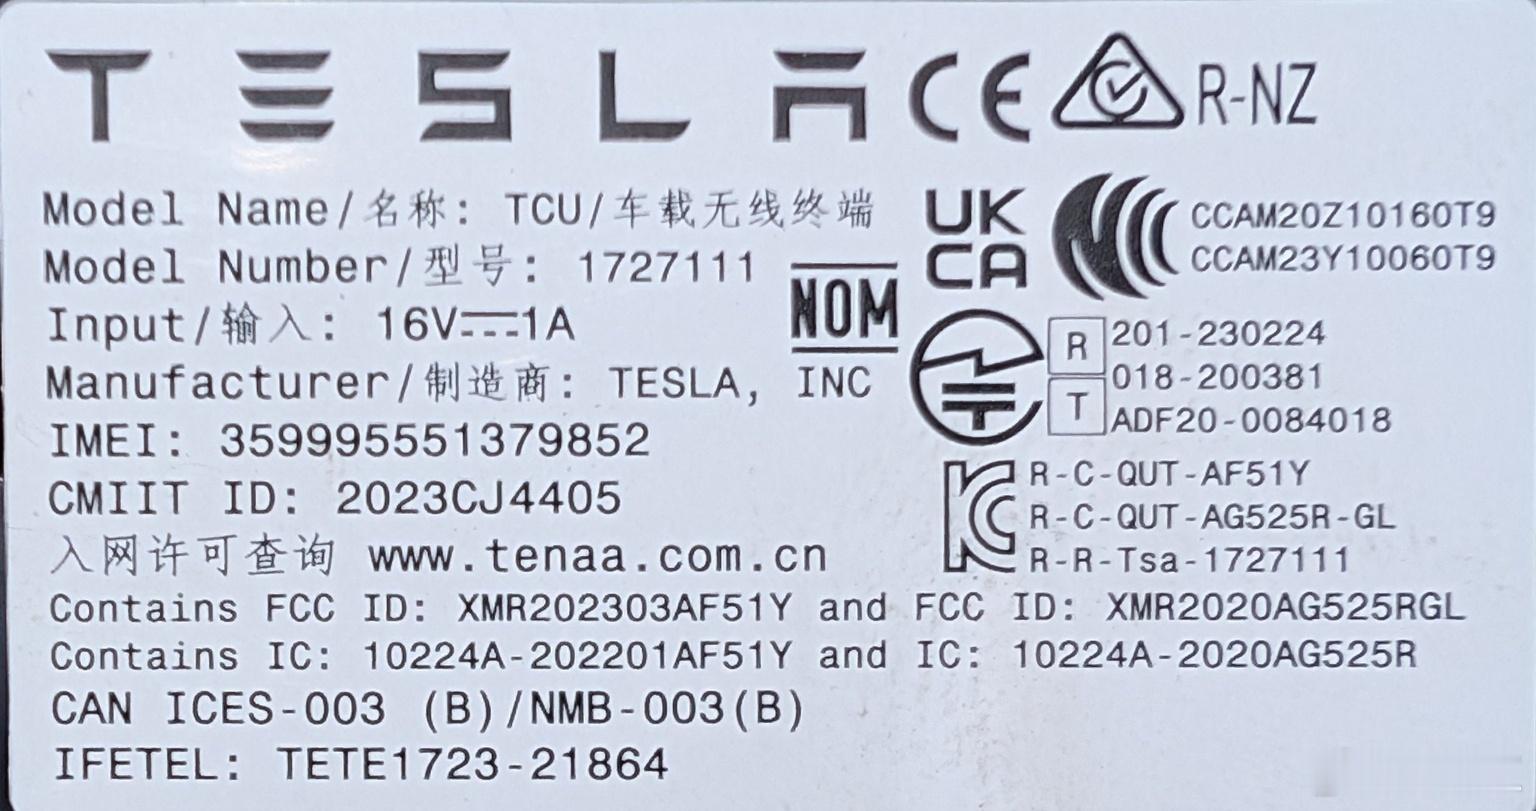 TESLA CE R-NZ
Model Name/名称: TCU/车载无线终端
Model Number/型号: 1727111
Input/输入: 16V⎓1A
Manufacturer/制造商: TESLA, INC
IMEI: 359995551379852
CMIIT ID: 2023CJ4405
入网许可查询 www.tenaa.com.cn
NOM
UK
CA
CCAM20Z10160T9
CCAM23Y10060T9
R 201-230224
018-200381
T ADF20-0084018
R-C-QUT-AF51Y
R-C-QUT-AG525R-GL
R-R-Tsa-1727111
Contains FCC ID: XMR202303AF51Y and FCC ID: XMR2020AG525RGL
Contains IC: 10224A-202201AF51Y and IC: 10224A-2020AG525R
CAN ICES-003 (B)/NMB-003(B)
IFETEL: TETE1723-21864